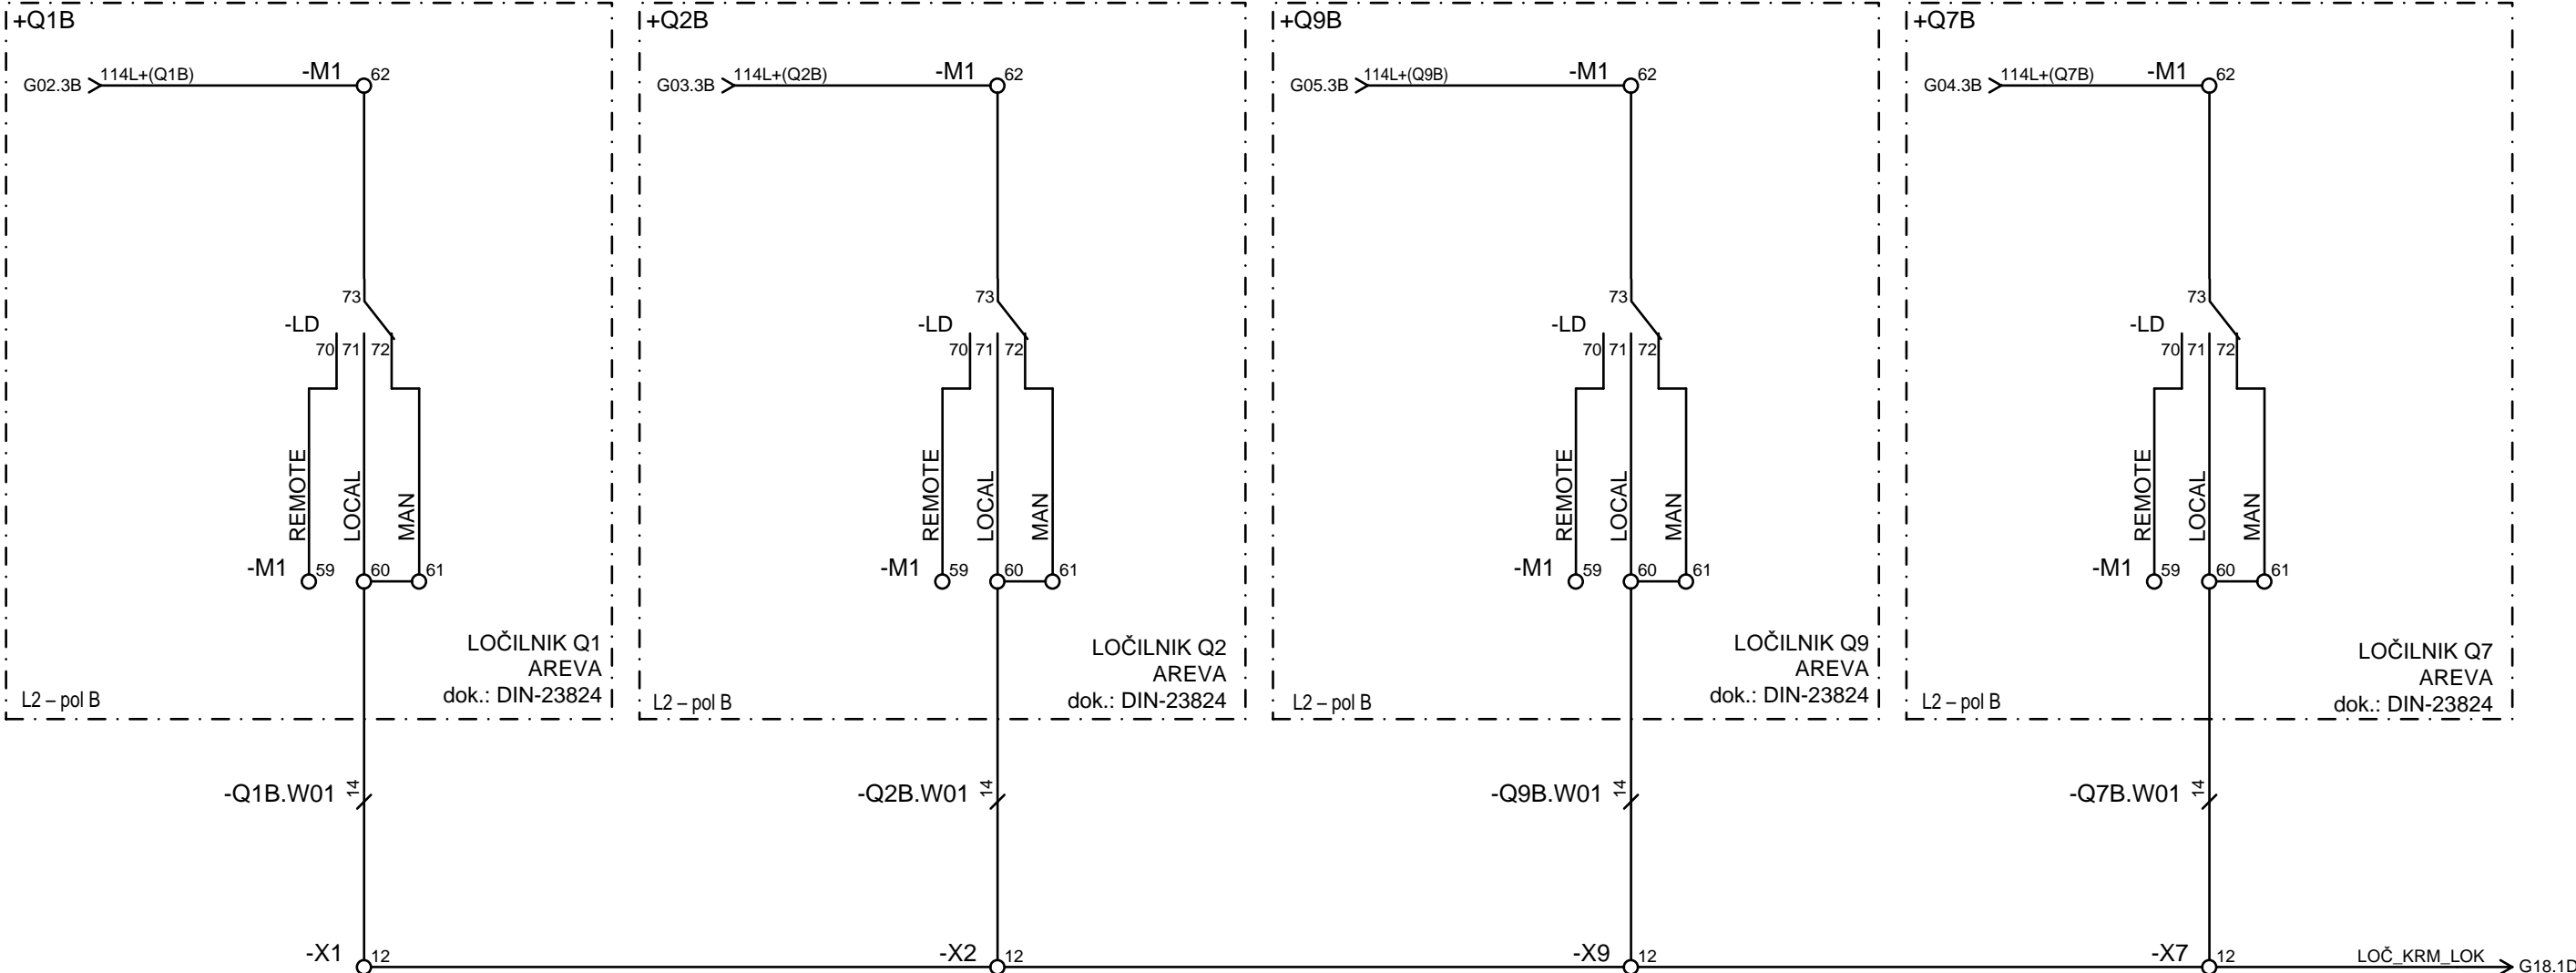 +Q1B
G02.3B
114L+(Q1B)
-M1
62
73
-LD
70
71
72
REMOTE
LOCAL
MAN
-M1
59
60
61
LOČILNIK Q1
AREVA
dok.: DIN-23824
L2 – pol B
-Q1B.W01
14
-X1
12
+Q2B
G03.3B
114L+(Q2B)
-M1
62
73
-LD
70
71
72
REMOTE
LOCAL
MAN
-M1
59
60
61
LOČILNIK Q2
AREVA
dok.: DIN-23824
L2 – pol B
-Q2B.W01
14
-X2
12
+Q9B
G05.3B
114L+(Q9B)
-M1
62
73
-LD
70
71
72
REMOTE
LOCAL
MAN
-M1
59
60
61
LOČILNIK Q9
AREVA
dok.: DIN-23824
L2 – pol B
-Q9B.W01
14
-X9
12
+Q7B
G04.3B
114L+(Q7B)
-M1
62
73
-LD
70
71
72
REMOTE
LOCAL
MAN
-M1
59
60
61
LOČILNIK Q7
AREVA
dok.: DIN-23824
L2 – pol B
-Q7B.W01
14
-X7
12
LOČ_KRM_LOK
G18.1D